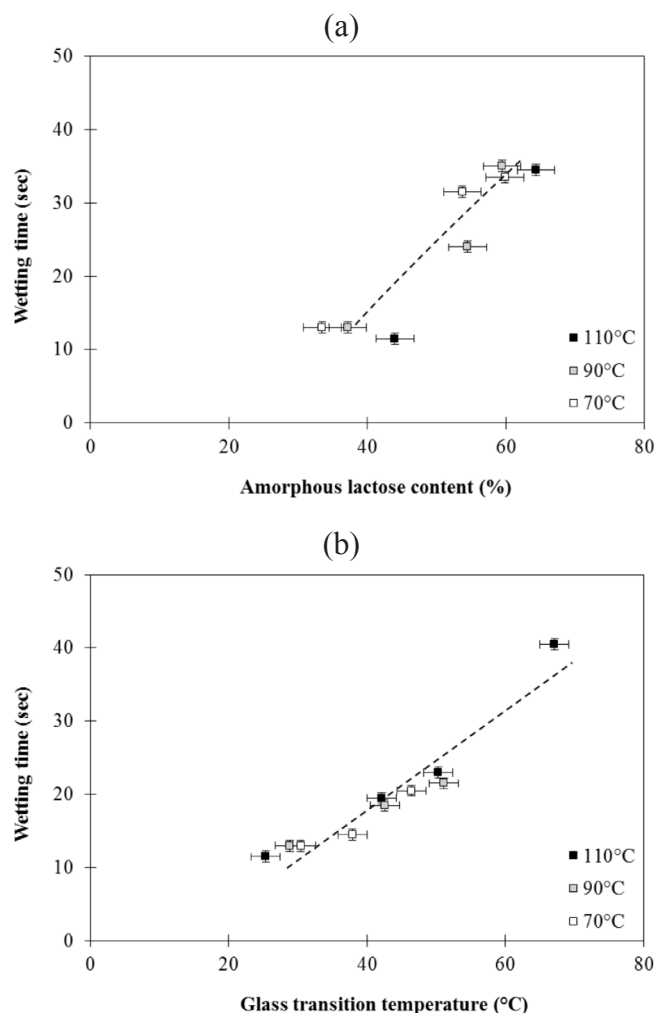 (a)
50
40
30
20
10
0
Wetting time (sec)
110°C
90°C
70°C
0 20 40 60 80
Amorphous lactose content (%)
(b)
50
40
30
20
10
0
Wetting time (sec)
110°C
90°C
70°C
0 20 40 60 80
Glass transition temperature (°C)